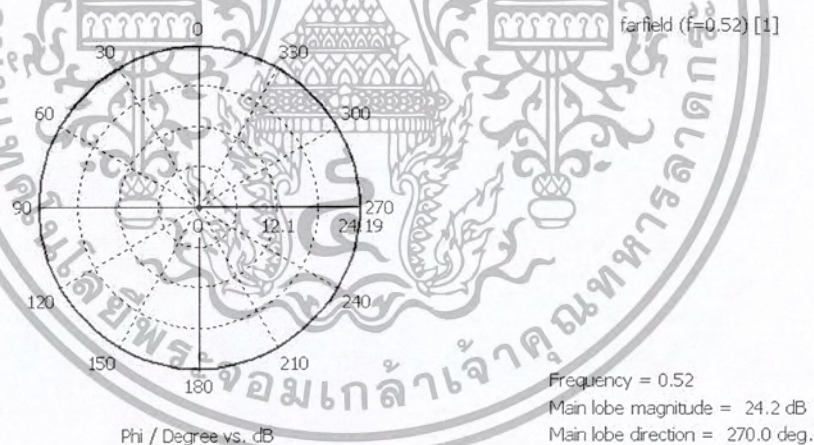 farfield (f=0.52) [1]
0
30
330
60
300
90
270
0
12.1
24.19
120
240
150
210
180
Phi / Degree vs. dB
Frequency = 0.52
Main lobe magnitude = 24.2 dB
Main lobe direction = 270.0 deg.
พระจอมเกล้าเจ้าคุณทหารลาดกระ